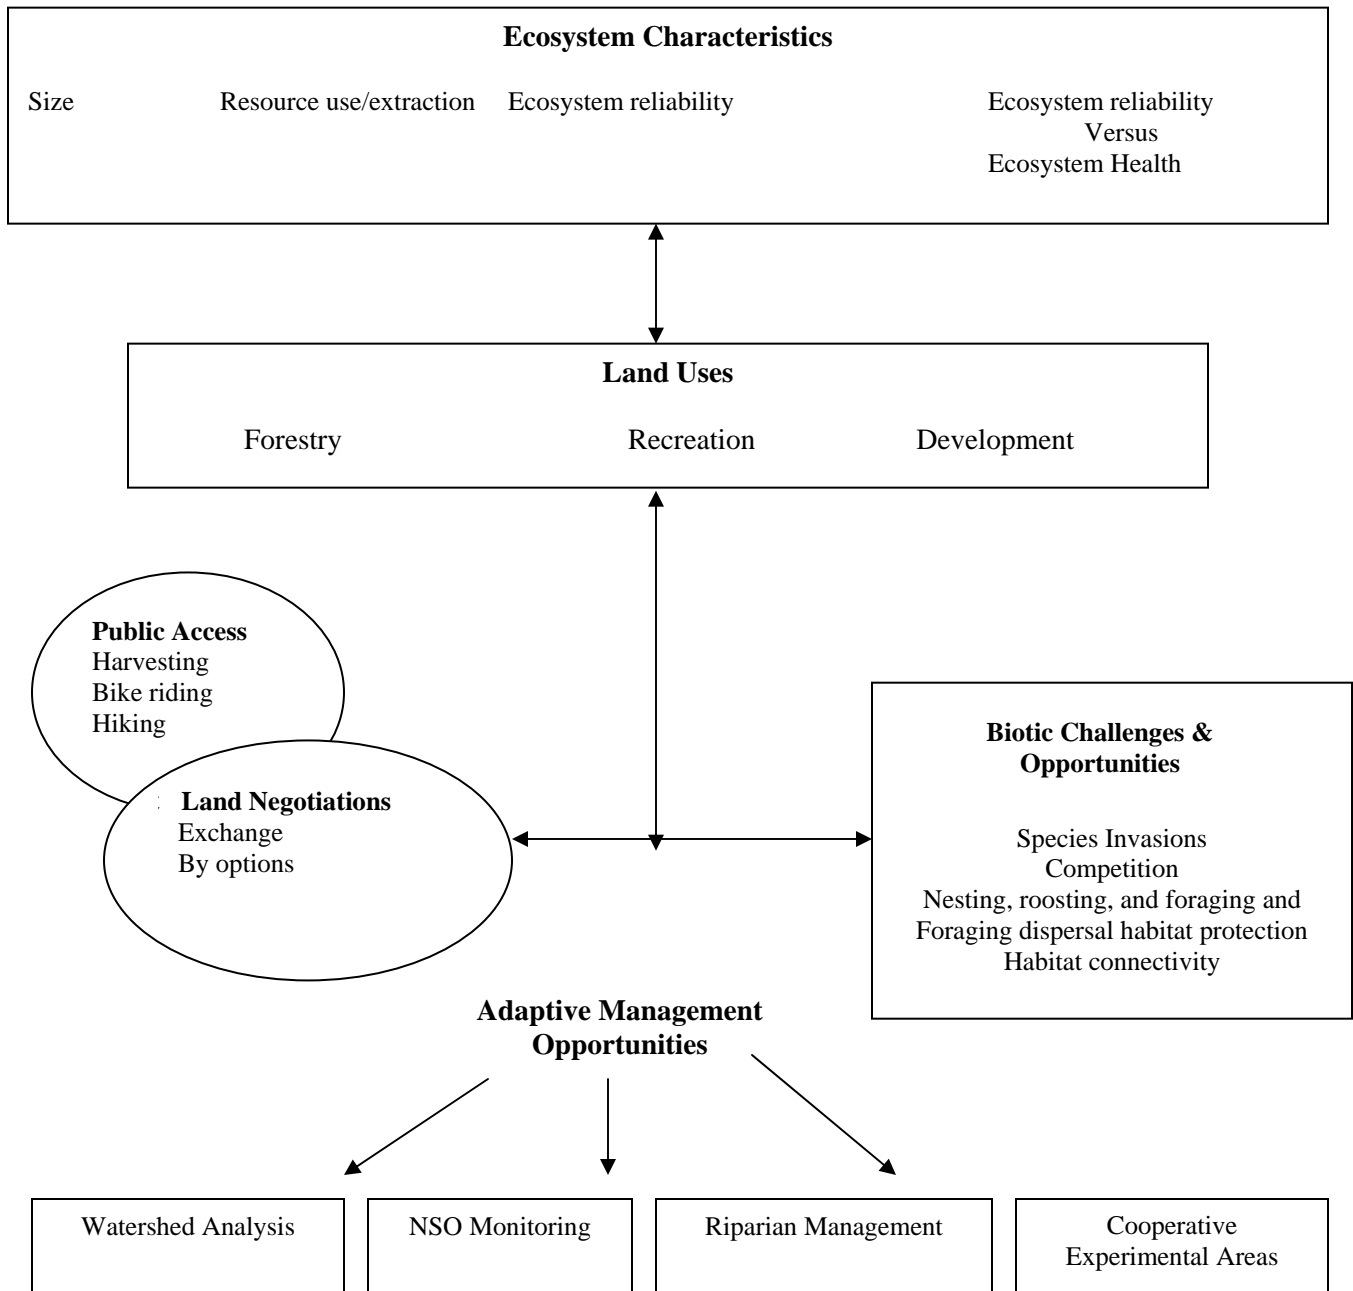 Ecosystem Characteristics
Size Resource use/extraction Ecosystem reliability Ecosystem reliability
Versus
Ecosystem Health
Land Uses
Forestry Recreation Development
Public Access
Harvesting
Bike riding
Hiking
Land Negotiations
Exchange
By options
Biotic Challenges &
Opportunities
Species Invasions
Competition
Nesting, roosting, and foraging and
Foraging dispersal habitat protection
Habitat connectivity
Adaptive Management
Opportunities
Watershed Analysis
NSO Monitoring
Riparian Management
Cooperative
Experimental Areas